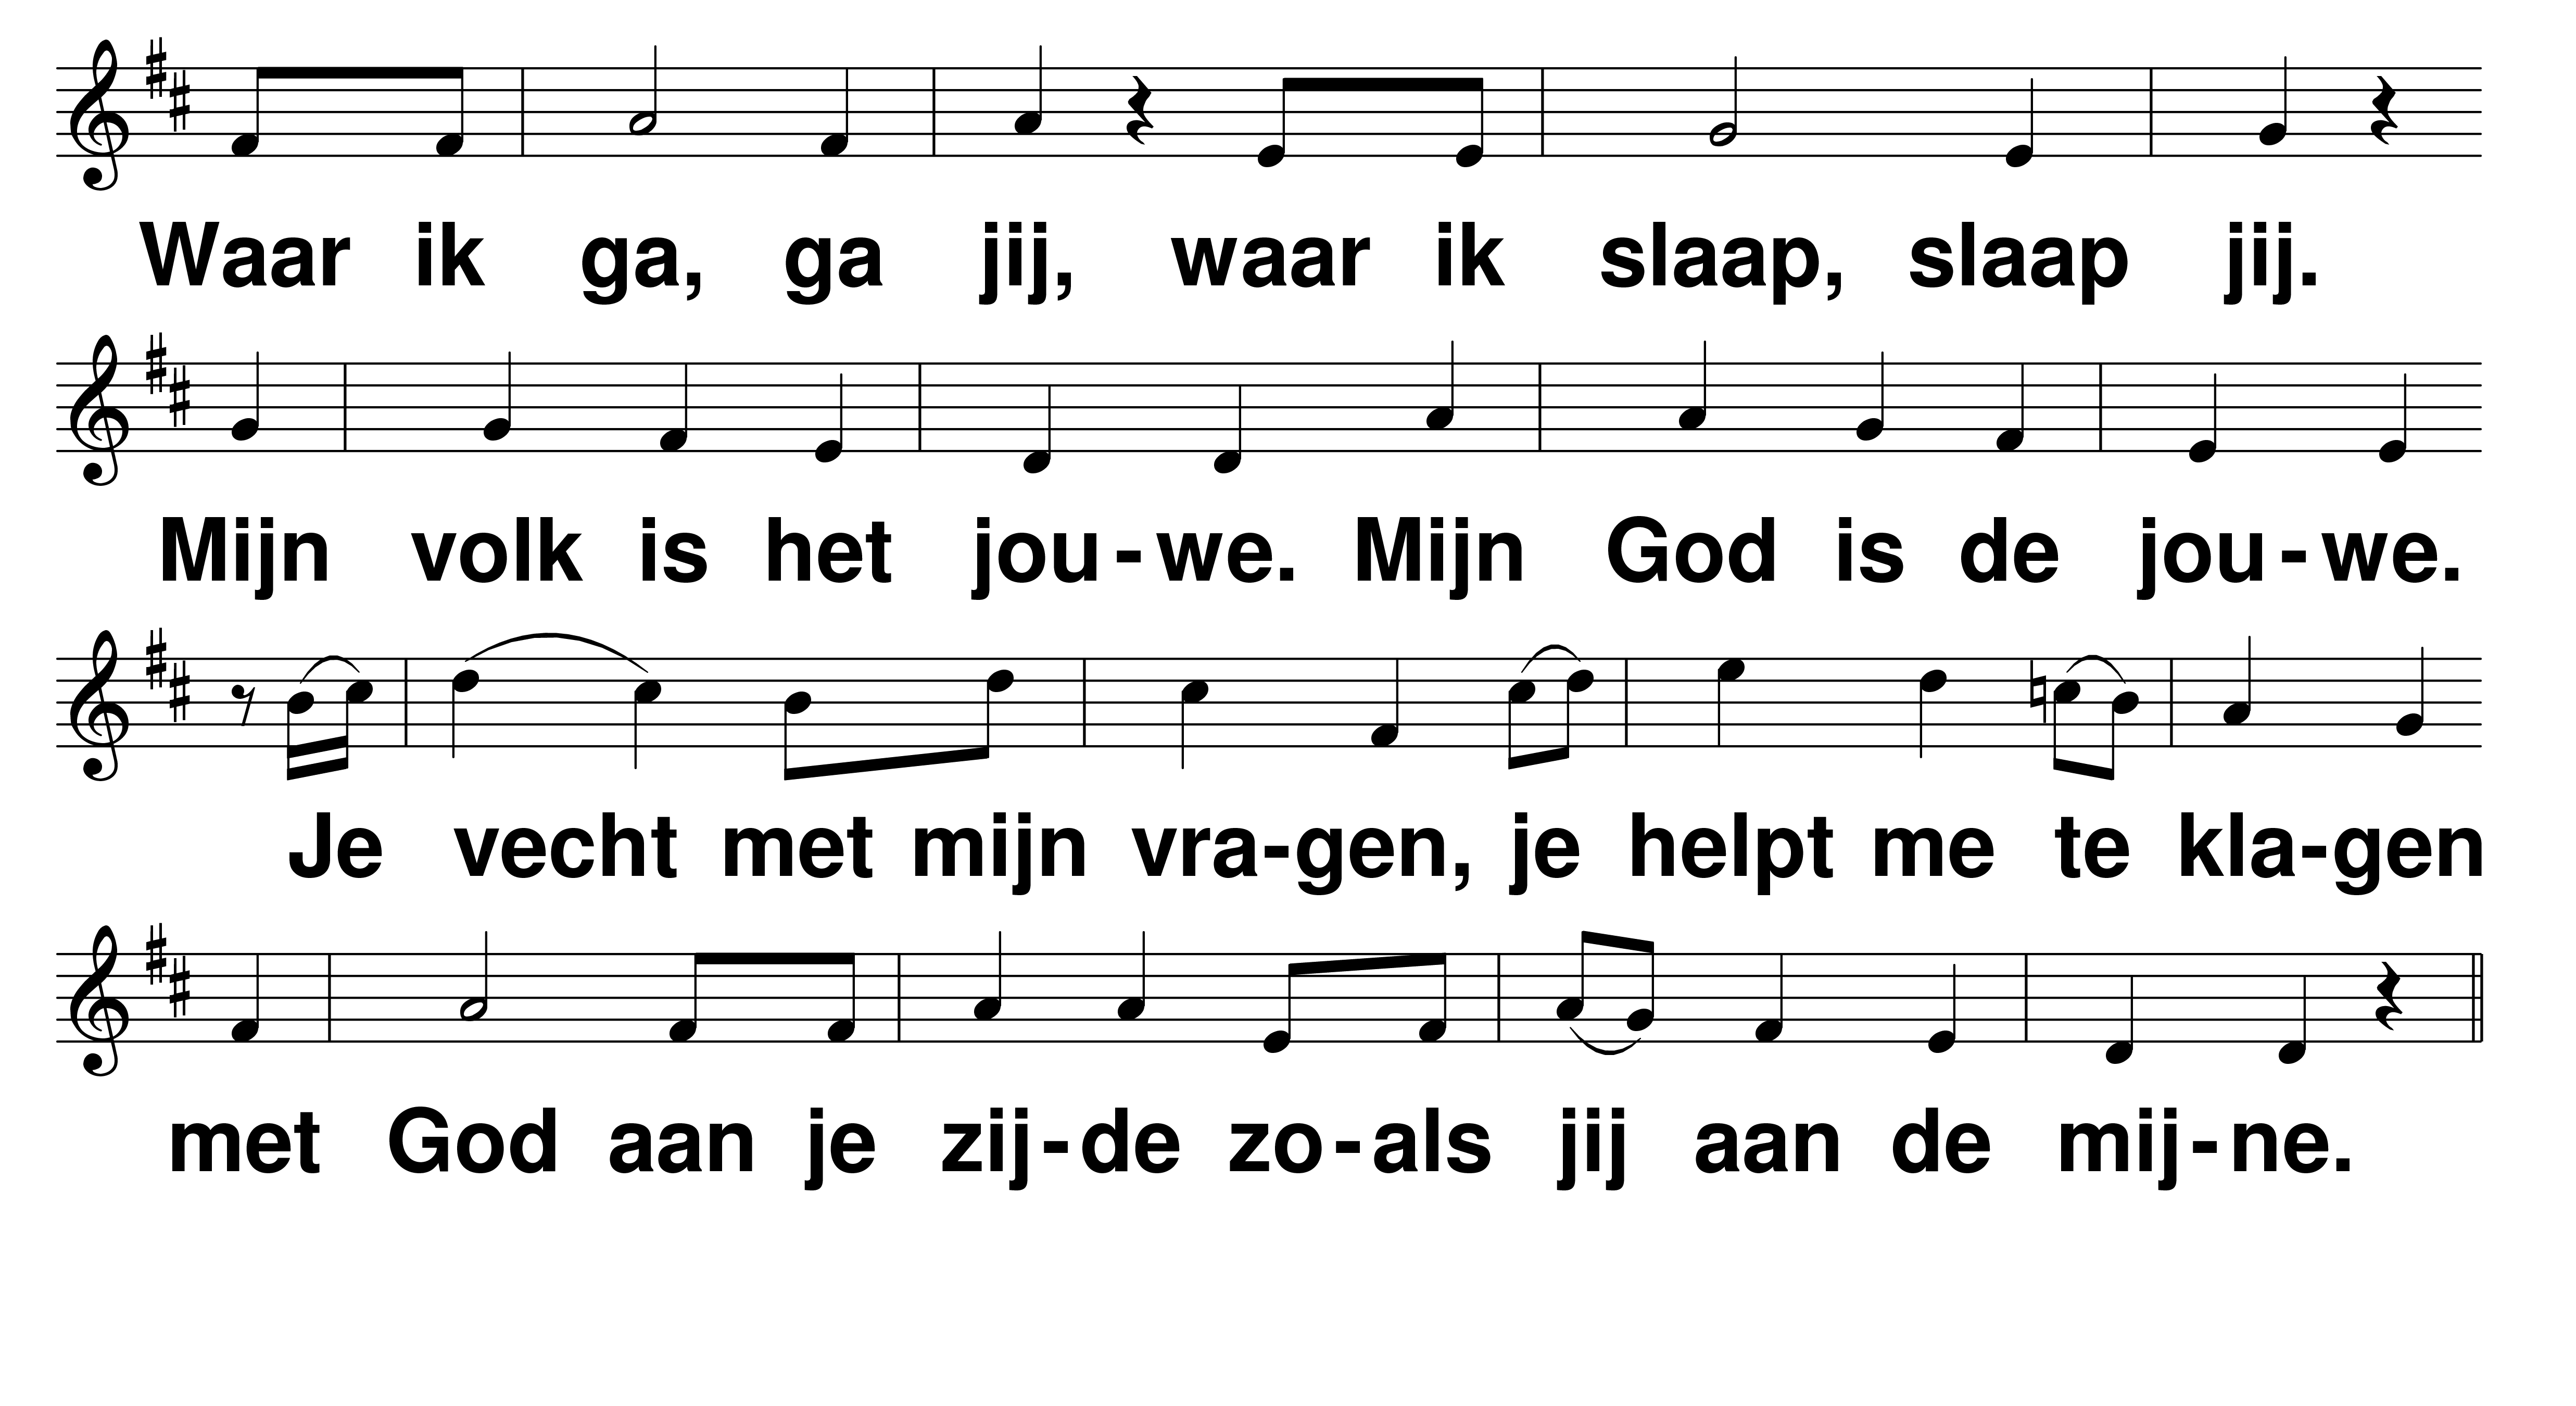 Waar ik ga, ga jij, waar ik slaap, slaap jij.
Mijn volk is het jou-we. Mijn God is de jou-we.
Je vecht met mijn vra-gen, je helpt me te kla-gen
met God aan je zij-de zo-als jij aan de mij-ne.